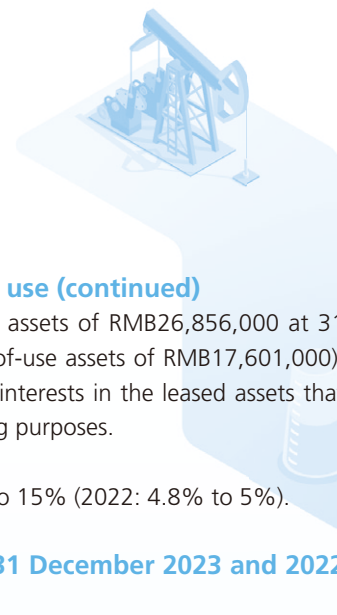 use (continued)
assets of RMB26,856,000 at 31
of-use assets of RMB17,601,000)
interests in the leased assets tha
g purposes.
o 15% (2022: 4.8% to 5%).
31 December 2023 and 2022